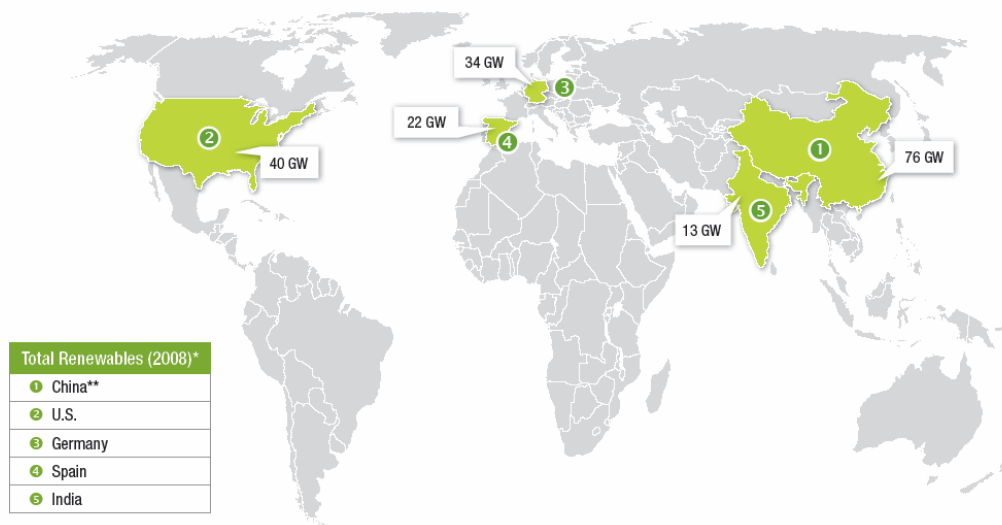 34 GW
3
22 GW
4
2
40 GW
1
76 GW
5
13 GW
Total Renewables (2008)*
1 China**
2 U.S.
3 Germany
4 Spain
5 India